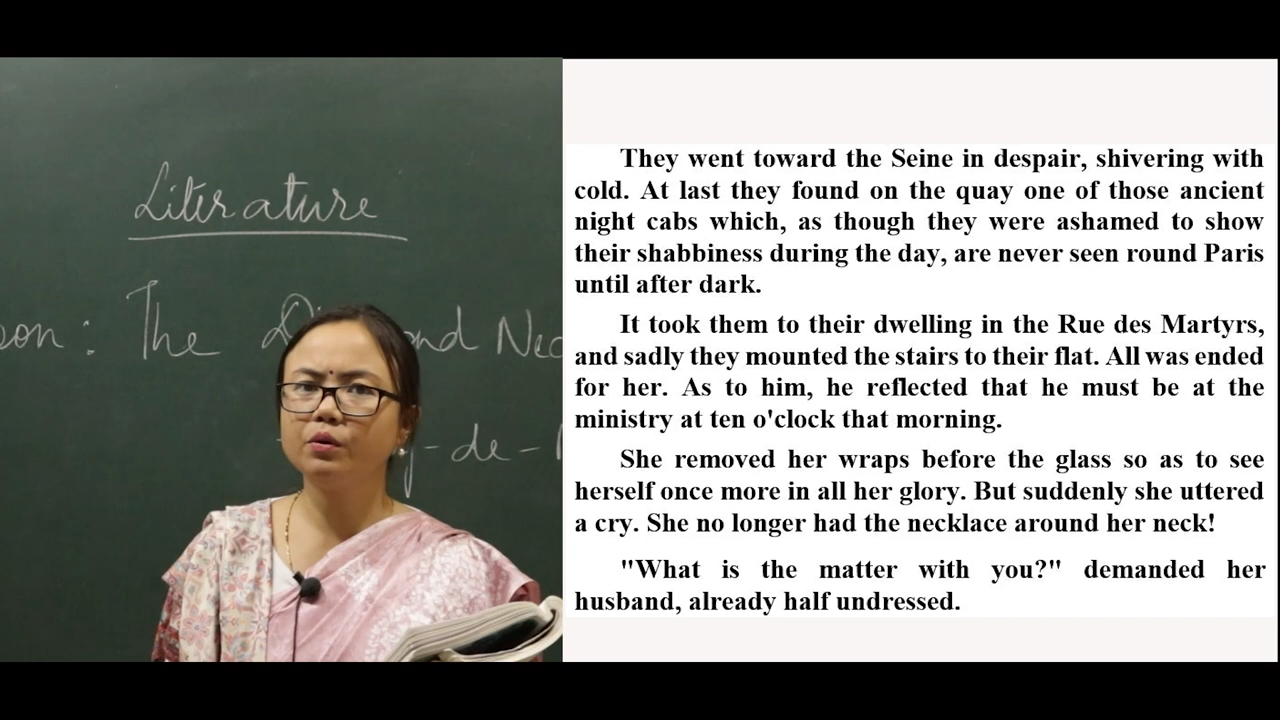 Literature
son: The Diamond Nec
y-de-
They went toward the Seine in despair, shivering with
cold. At last they found on the quay one of those ancient
night cabs which, as though they were ashamed to show
their shabbiness during the day, are never seen round Paris
until after dark.
It took them to their dwelling in the Rue des Martyrs,
and sadly they mounted the stairs to their flat. All was ended
for her. As to him, he reflected that he must be at the
ministry at ten o'clock that morning.
She removed her wraps before the glass so as to see
herself once more in all her glory. But suddenly she uttered
a cry. She no longer had the necklace around her neck!
"What is the matter with you?" demanded her
husband, already half undressed.